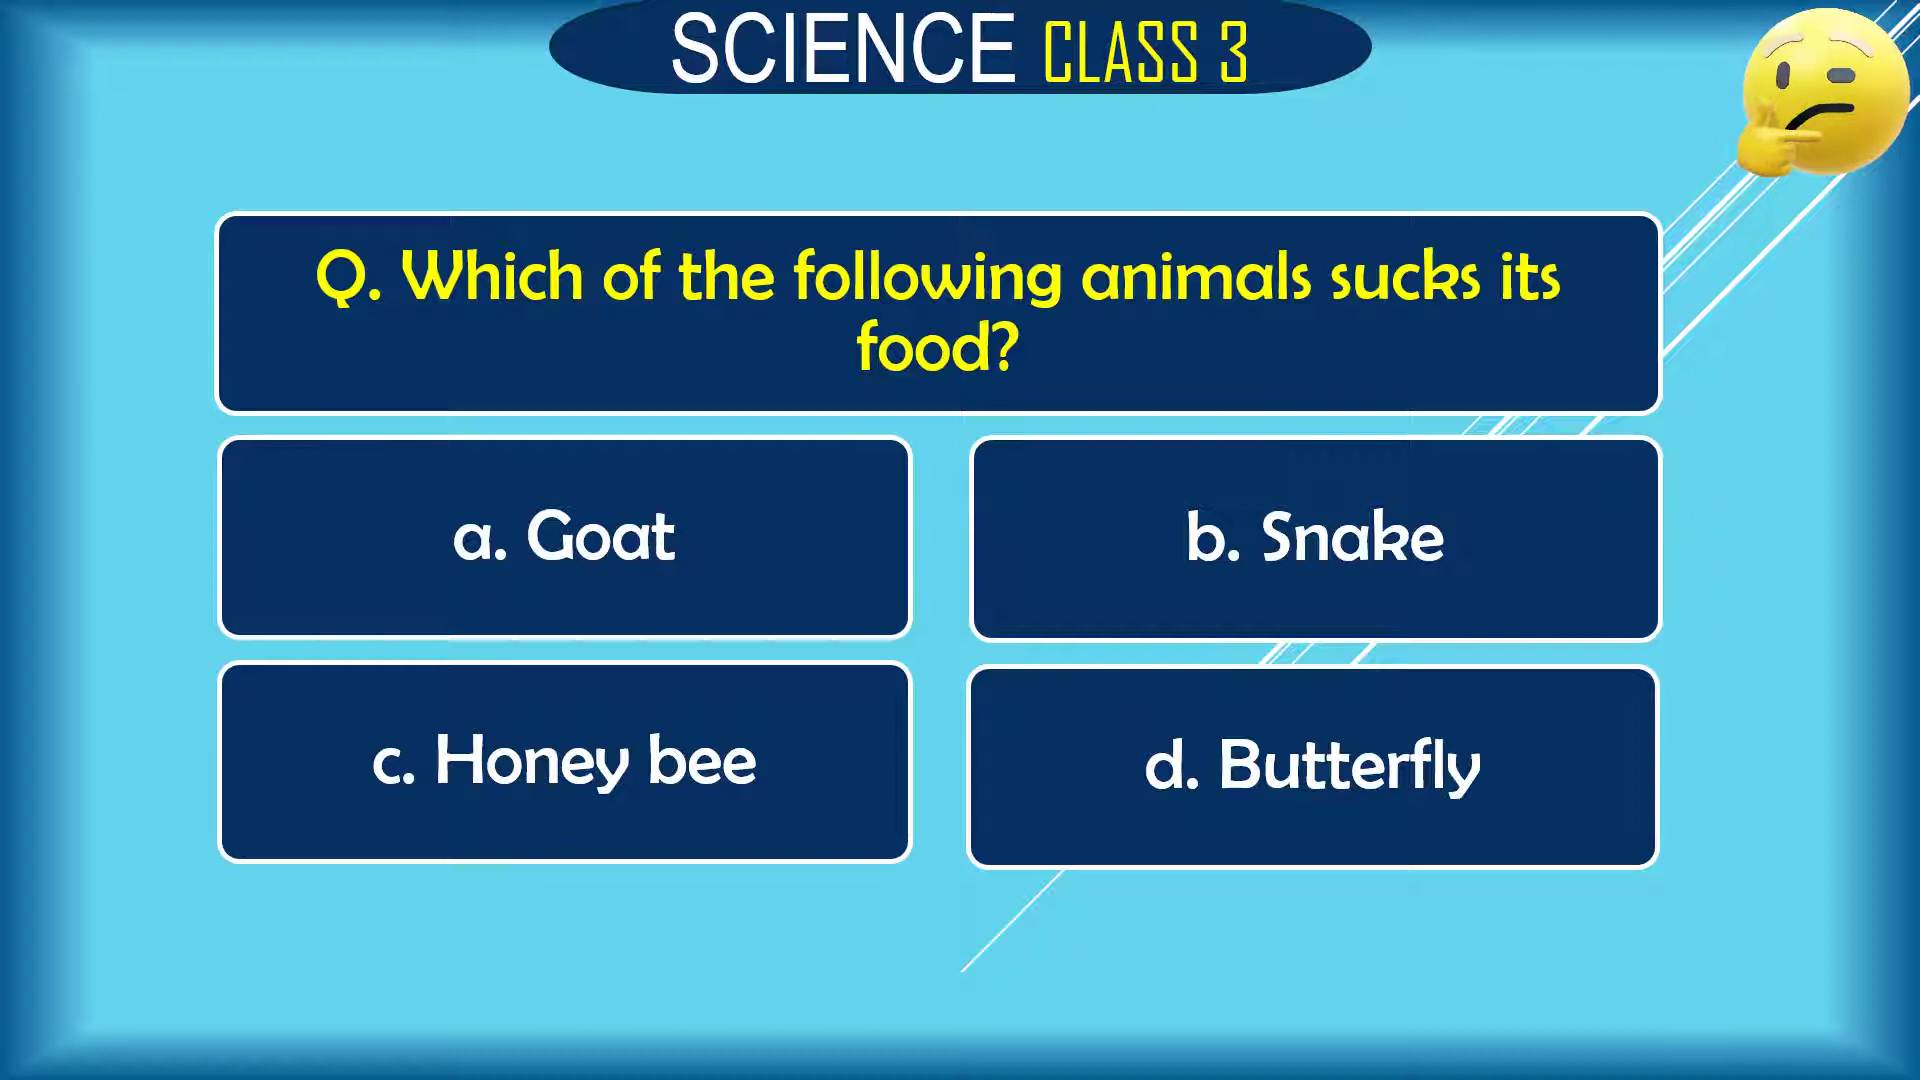 SCIENCE CLASS 3
Q. Which of the following animals sucks its
food?
a. Goat
b. Snake
c. Honey bee
d. Butterfly